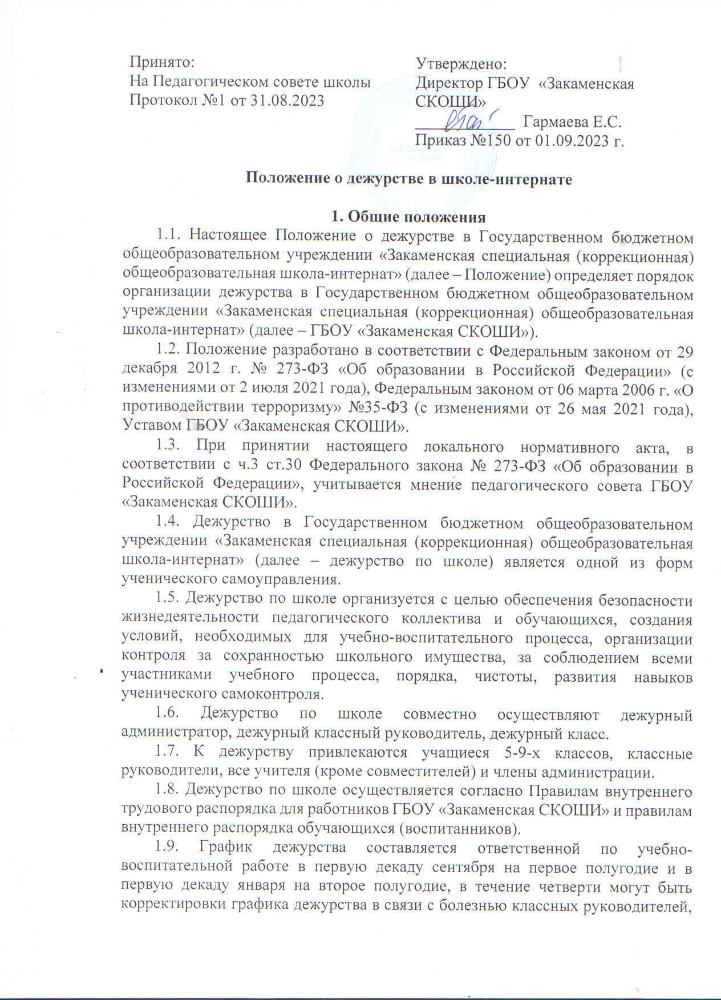 Принято:
На Педагогическом совете школы
Протокол №1 от 31.08.2023
Утверждено:
Директор ГБОУ «Закаменская
СКОШИ»
____________ Гармаева Е.С.
Приказ №150 от 01.09.2023 г.
Положение о дежурстве в школе-интернате
1. Общие положения
1.1. Настоящее Положение о дежурстве в Государственном бюджетном
общеобразовательном учреждении «Закаменская специальная (коррекционная)
общеобразовательная школа-интернат» (далее – Положение) определяет порядок
организации дежурства в Государственном бюджетном общеобразовательном
учреждении «Закаменская специальная (коррекционная) общеобразовательная
школа-интернат» (далее – ГБОУ «Закаменская СКОШИ»).
1.2. Положение разработано в соответствии с Федеральным законом от 29
декабря 2012 г. № 273-ФЗ «Об образовании в Российской Федерации» (с
изменениями от 2 июля 2021 года), Федеральным законом от 06 марта 2006 г. «О
противодействии терроризму» №35-ФЗ (с изменениями от 26 мая 2021 года),
Уставом ГБОУ «Закаменская СКОШИ».
1.3. При принятии настоящего локального нормативного акта, в
соответствии с ч.3 ст.30 Федерального закона № 273-ФЗ «Об образовании в
Российской Федерации», учитывается мнение педагогического совета ГБОУ
«Закаменская СКОШИ».
1.4. Дежурство в Государственном бюджетном общеобразовательном
учреждении «Закаменская специальная (коррекционная) общеобразовательная
школа-интернат» (далее – дежурство по школе) является одной из форм
ученического самоуправления.
1.5. Дежурство по школе организуется с целью обеспечения безопасности
жизнедеятельности педагогического коллектива и обучающихся, создания
условий, необходимых для учебно-воспитательного процесса, организации
контроля за сохранностью школьного имущества, за соблюдением всеми
участниками учебного процесса, порядка, чистоты, развития навыков
ученического самоконтроля.
1.6. Дежурство по школе совместно осуществляют дежурный
администратор, дежурный классный руководитель, дежурный класс.
1.7. К дежурству привлекаются учащиеся 5-9-х классов, классные
руководители, все учителя (кроме совместителей) и члены администрации.
1.8. Дежурство по школе осуществляется согласно Правилам внутреннего
трудового распорядка для работников ГБОУ «Закаменская СКОШИ» и правилам
внутреннего распорядка обучающихся (воспитанников).
1.9. График дежурства составляется ответственной по учебно-
воспитательной работе в первую декаду сентября на первое полугодие и в
первую декаду января на второе полугодие, в течение четверти могут быть
корректировки графика дежурства в связи с болезнью классных руководителей,